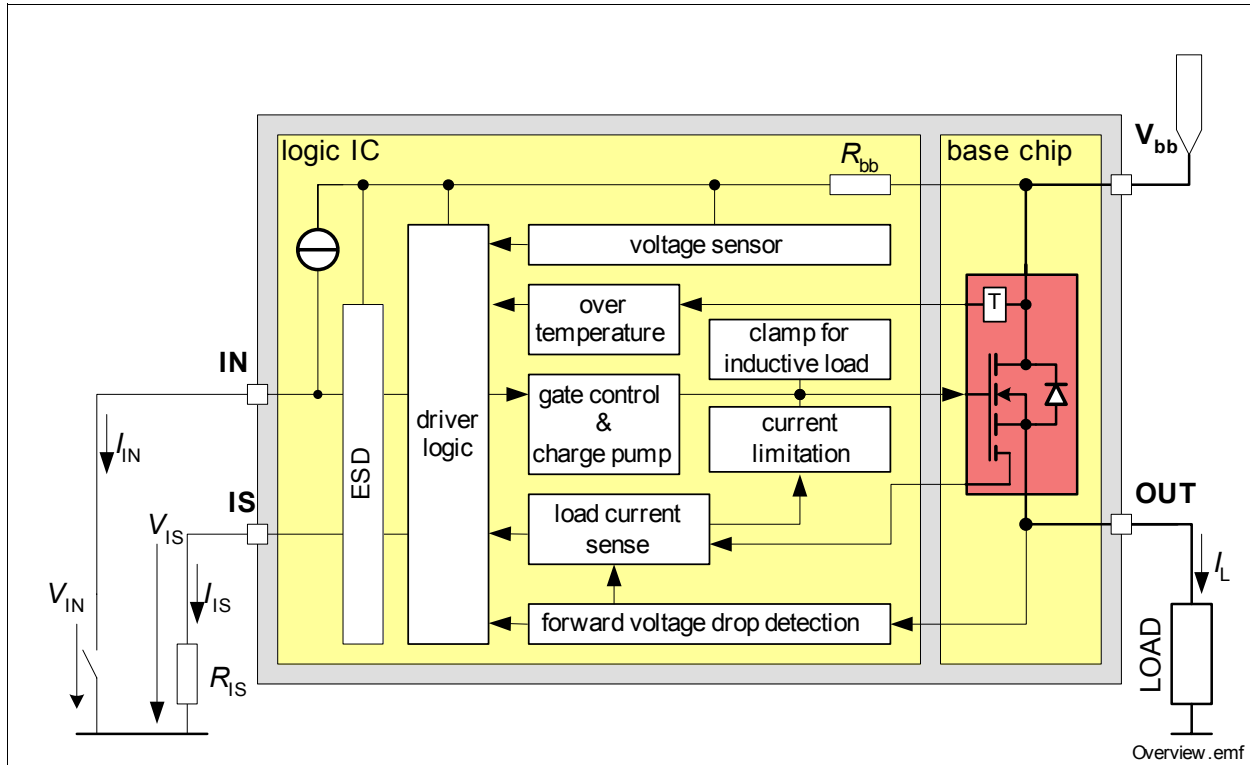 V_bb
logic IC
R_bb
base chip
voltage sensor
over
temperature
T
clamp for
inductive load
IN
driver
logic
gate control
&
charge pump
current
limitation
I_IN
ESD
IS
V_IS
load current
sense
OUT
V_IN
I_IS
forward voltage drop detection
I_L
R_IS
LOAD
Overview.emf